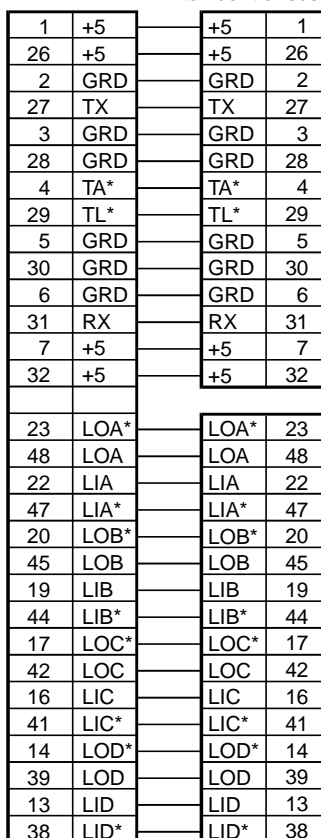 1 +5 +5 1
26 +5 +5 26
2 GRD GRD 2
27 TX TX 27
3 GRD GRD 3
28 GRD GRD 28
4 TA* TA* 4
29 TL* TL* 29
5 GRD GRD 5
30 GRD GRD 30
6 GRD GRD 6
31 RX RX 31
7 +5 +5 7
32 +5 +5 32
23 LOA* LOA* 23
48 LOA LOA 48
22 LIA LIA 22
47 LIA* LIA* 47
20 LOB* LOB* 20
45 LOB LOB 45
19 LIB LIB 19
44 LIB* LIB* 44
17 LOC* LOC* 17
42 LOC LOC 42
16 LIC LIC 16
41 LIC* LIC* 41
14 LOD* LOD* 14
39 LOD LOD 39
13 LID LID 13
38 LID* LID* 38